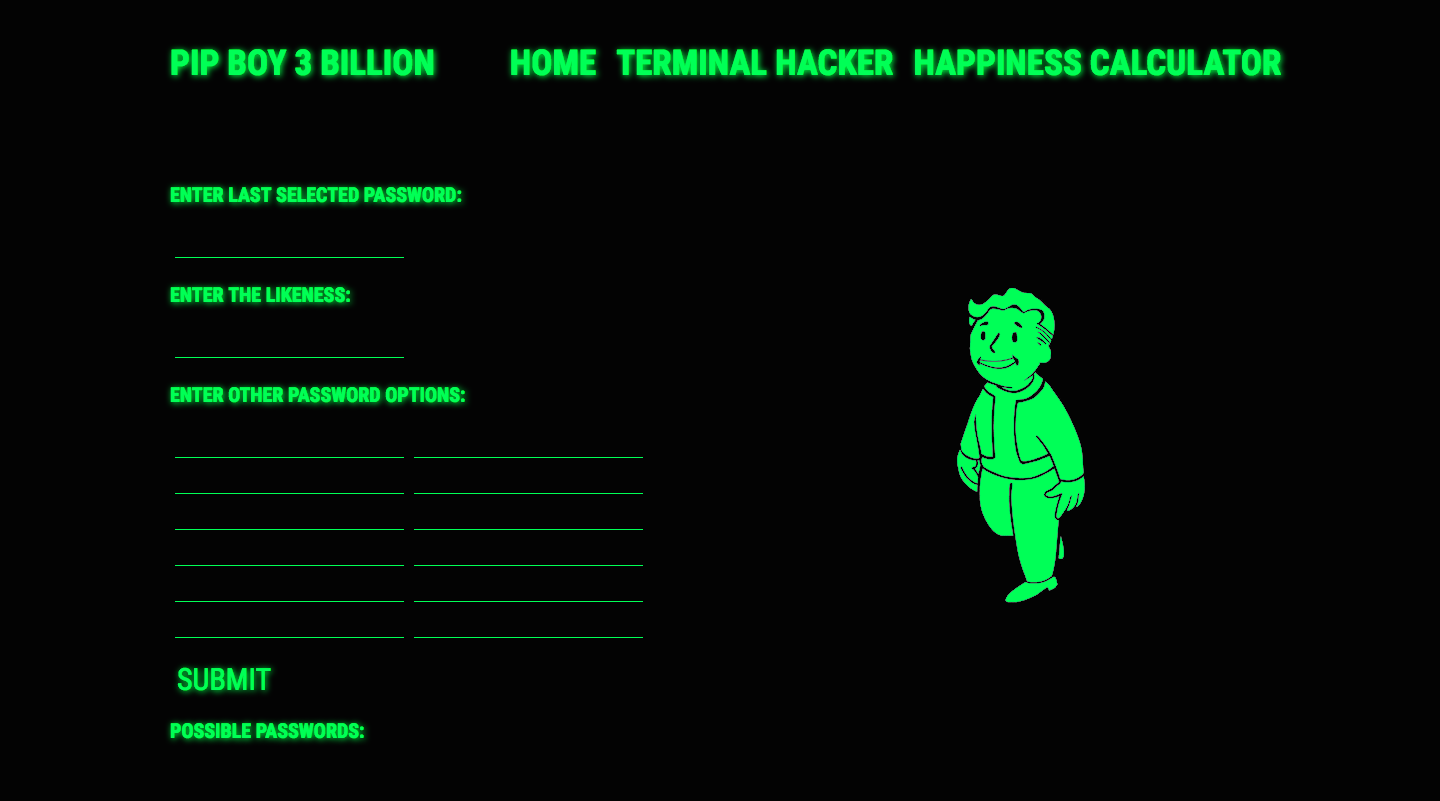 PIP BOY 3 BILLION HOME TERMINAL HACKER HAPPINESS CALCULATOR
ENTER LAST SELECTED PASSWORD:
ENTER THE LIKENESS:
ENTER OTHER PASSWORD OPTIONS:
SUBMIT
POSSIBLE PASSWORDS: